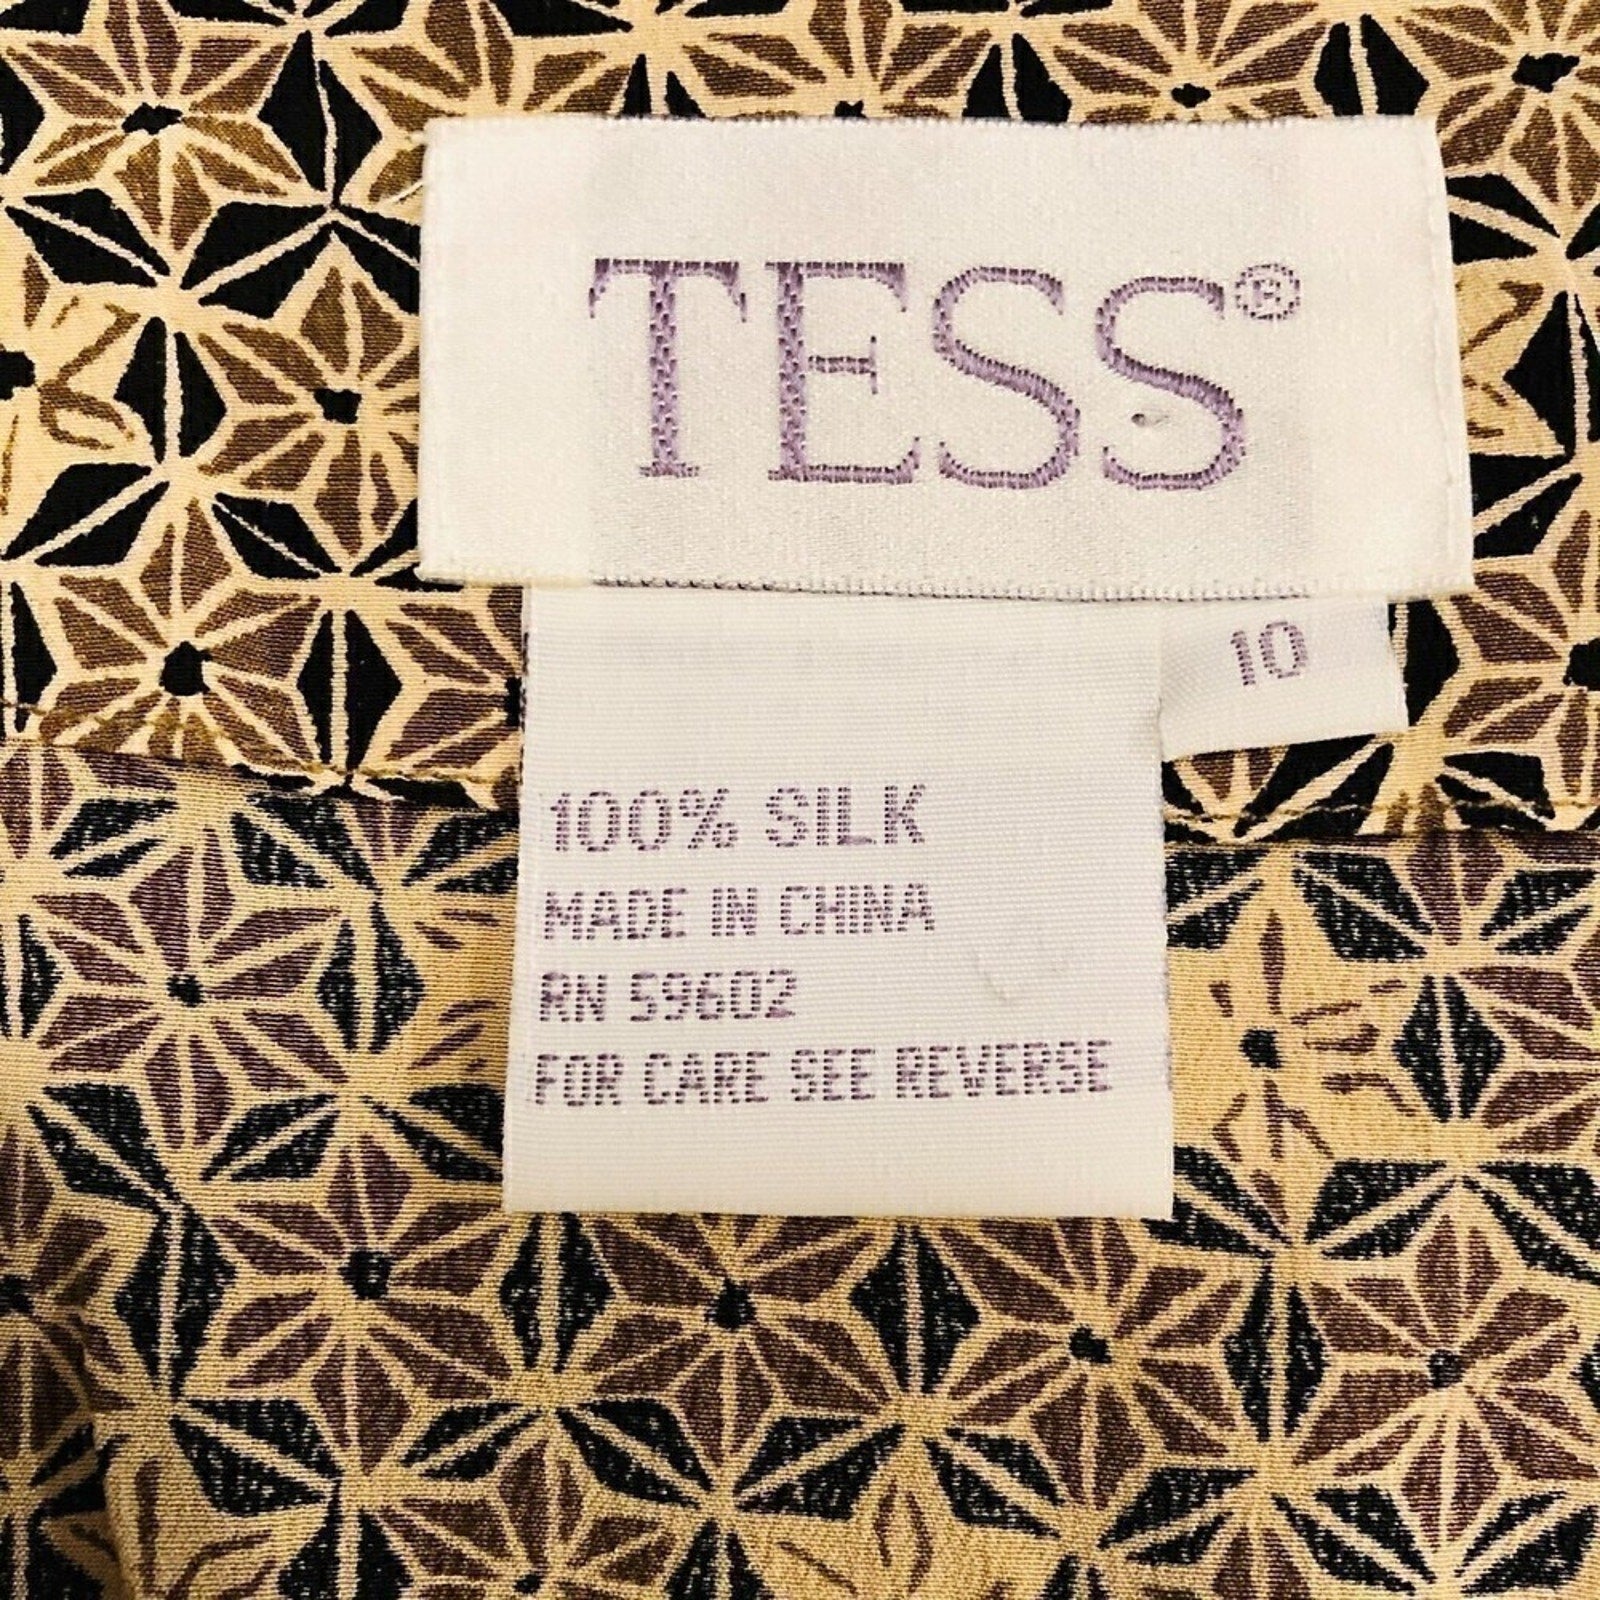 TESS®
10
100% SILK
MADE IN CHINA
RN 59602
FOR CARE SEE REVERSE